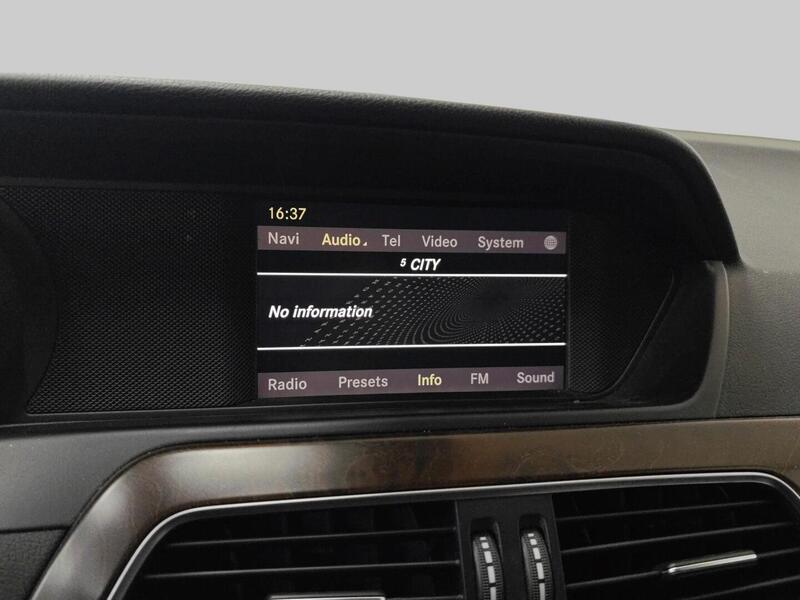 16:37
Navi Audio Tel Video System
5 CITY
No information
Radio Presets Info FM Sound